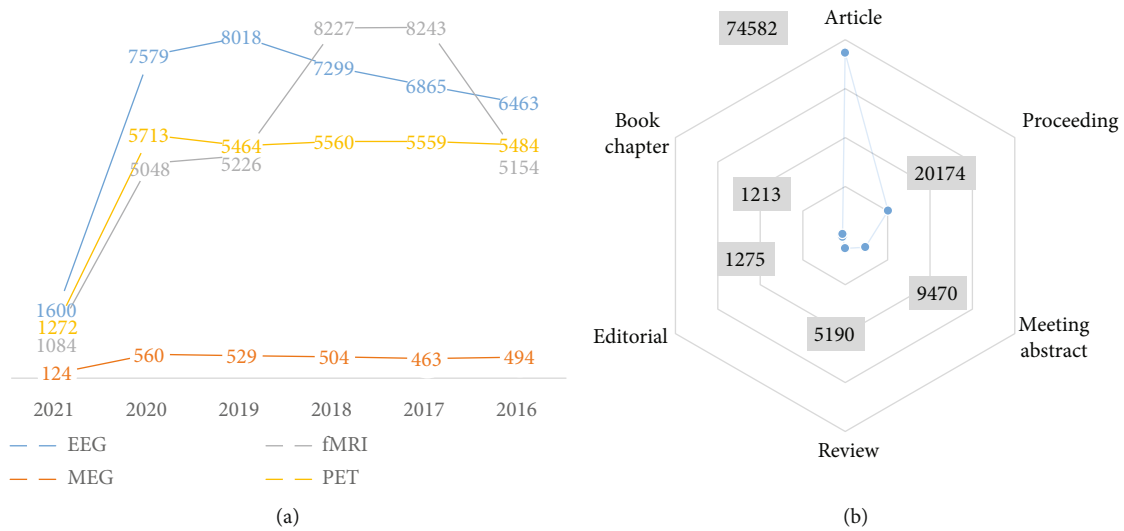 8227 8243
7579 8018
7299
6865
6463
5713 5464 5560 5559 5484
5048 5226 5154
1600
1272
1084
124 560 529 504 463 494
2021 2020 2019 2018 2017 2016
EEG fMRI
MEG PET
(a)
74582 Article
Book
chapter
Proceeding
20174
1213
1275
9470
5190
Editorial
Meeting
abstract
Review
(b)